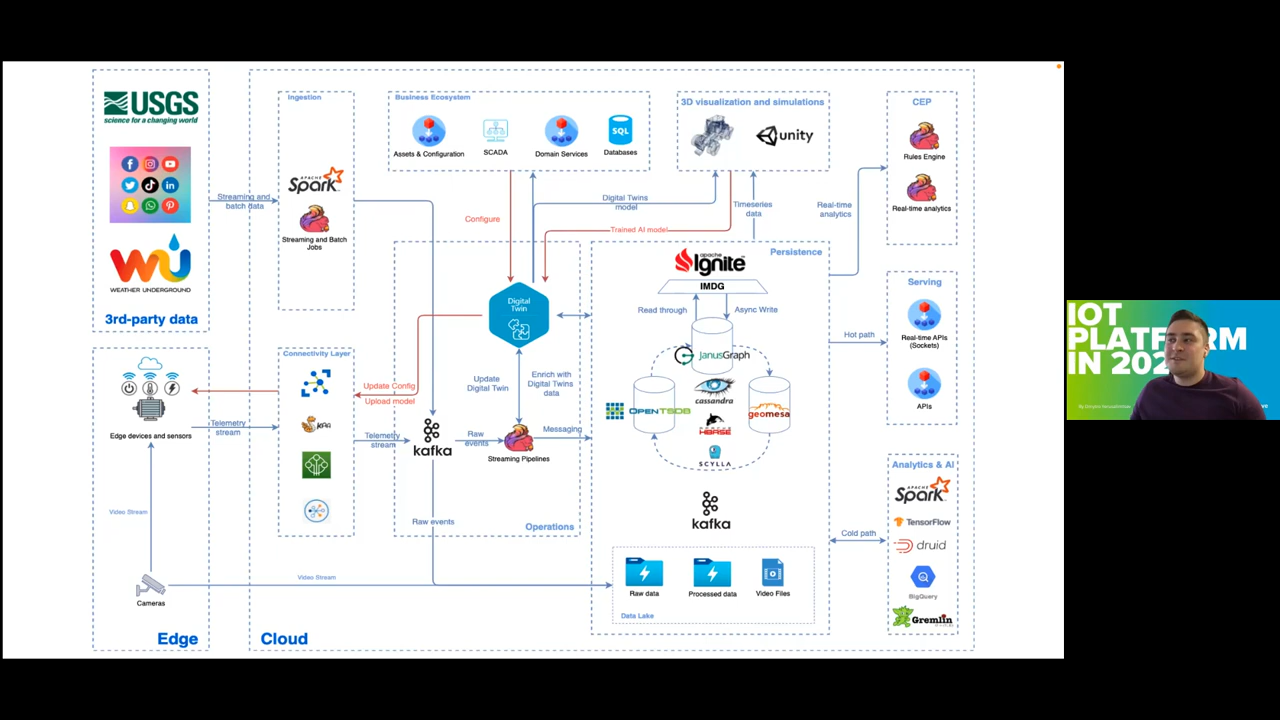 USGS
science for a changing world
WEATHER UNDERGROUND
3rd-party data
Streaming and
batch data
Ingestion
APACHE
Spark
Streaming and Batch
Jobs
Business Ecosystem
Assets & Configuration
SCADA
Domain Services
SQL
Databases
3D visualization and simulations
unity
CEP
Rules Engine
Real-time analytics
Configure
Digital Twins
model
Trained AI model
Timeseries
data
Real-time
analytics
Persistence
APACHE
Ignite
IMDG
Read through
Async Write
JanusGraph
OPENTSDB
cassandra
APACHE
HBASE
SCYLLA
geomesa
kafka
Raw data
Processed data
Video Files
Data Lake
Serving
Real-time APIs
(Sockets)
APIs
Hot path
Cold path
Analytics & AI
APACHE
Spark
TensorFlow
druid
BigQuery
Gremlin
Digital
Twin
Update
Digital Twin
Enrich with
Digital Twins
data
Update Config
Upload model
Connectivity Layer
KAA
Edge devices and sensors
Telemetry
stream
Telemetry
stream
kafka
Raw
events
Streaming Pipelines
Messaging
Raw events
Operations
Video Stream
Video Stream
Cameras
Edge
Cloud
IOT
PLATFORM
IN 202